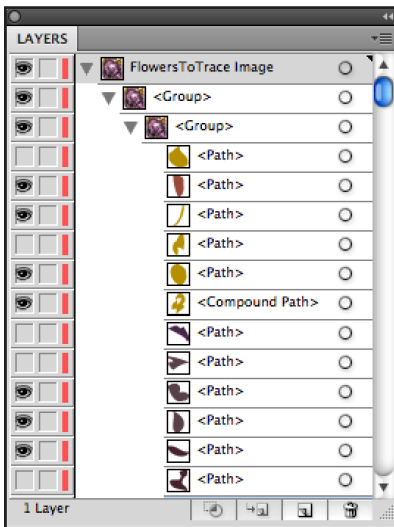 LAYERS
FlowersToTrace Image
<Group>
<Group>
<Path>
<Path>
<Path>
<Path>
<Path>
<Compound Path>
<Path>
<Path>
<Path>
<Path>
<Path>
<Path>
1 Layer